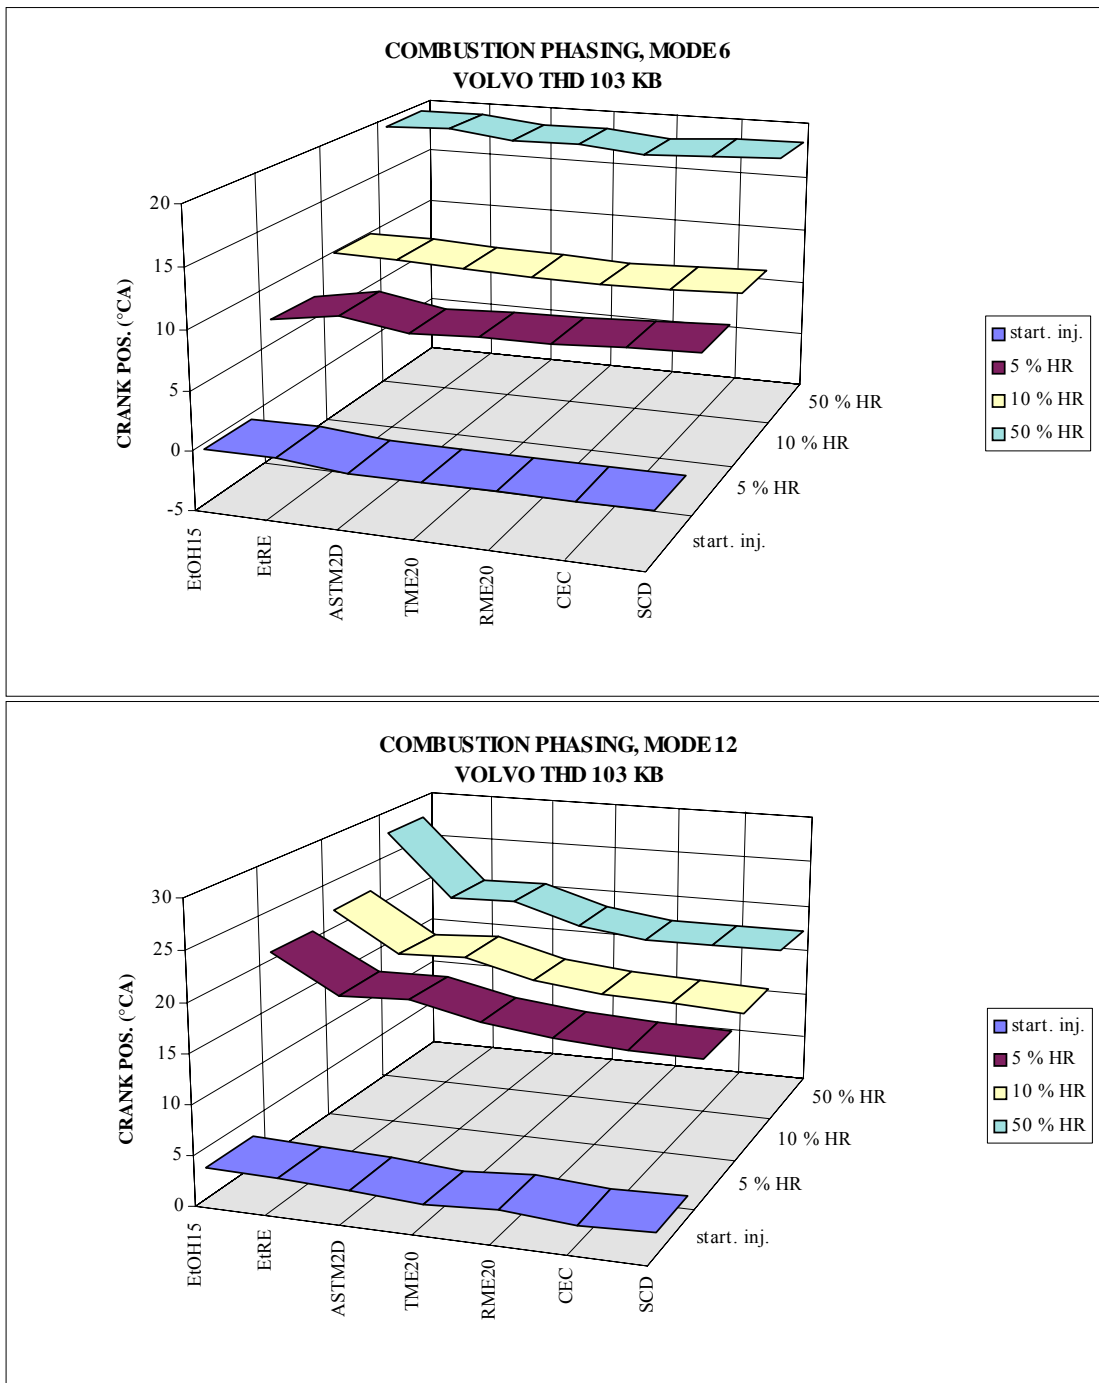 COMBUSTION PHASING, MODE 6
VOLVO THD 103 KB
CRANK POS. (°CA)
20
15
10
5
0
-5
EtOH15
EtRE
ASTM2D
TME20
RME20
CEC
SCD
start. inj.
5 % HR
10 % HR
50 % HR
start. inj.
5 % HR
10 % HR
50 % HR
COMBUSTION PHASING, MODE 12
VOLVO THD 103 KB
CRANK POS. (°CA)
30
25
20
15
10
5
0
EtOH15
EtRE
ASTM2D
TME20
RME20
CEC
SCD
start. inj.
5 % HR
10 % HR
50 % HR
start. inj.
5 % HR
10 % HR
50 % HR